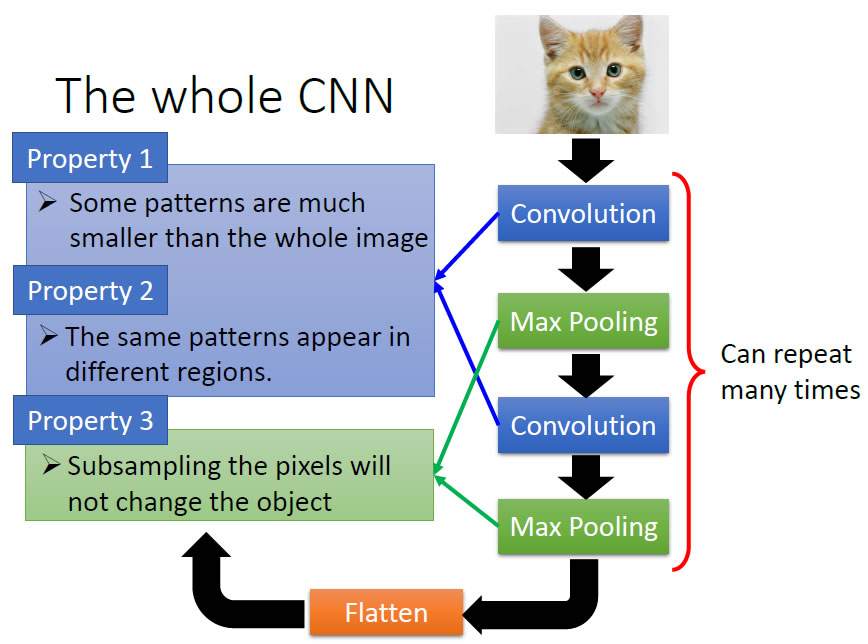 The whole CNN
Property 1
➢ Some patterns are much
smaller than the whole image
Property 2
➢ The same patterns appear in
different regions.
Property 3
➢ Subsampling the pixels will
not change the object
Convolution
Max Pooling
Convolution
Max Pooling
Can repeat
many times
Flatten